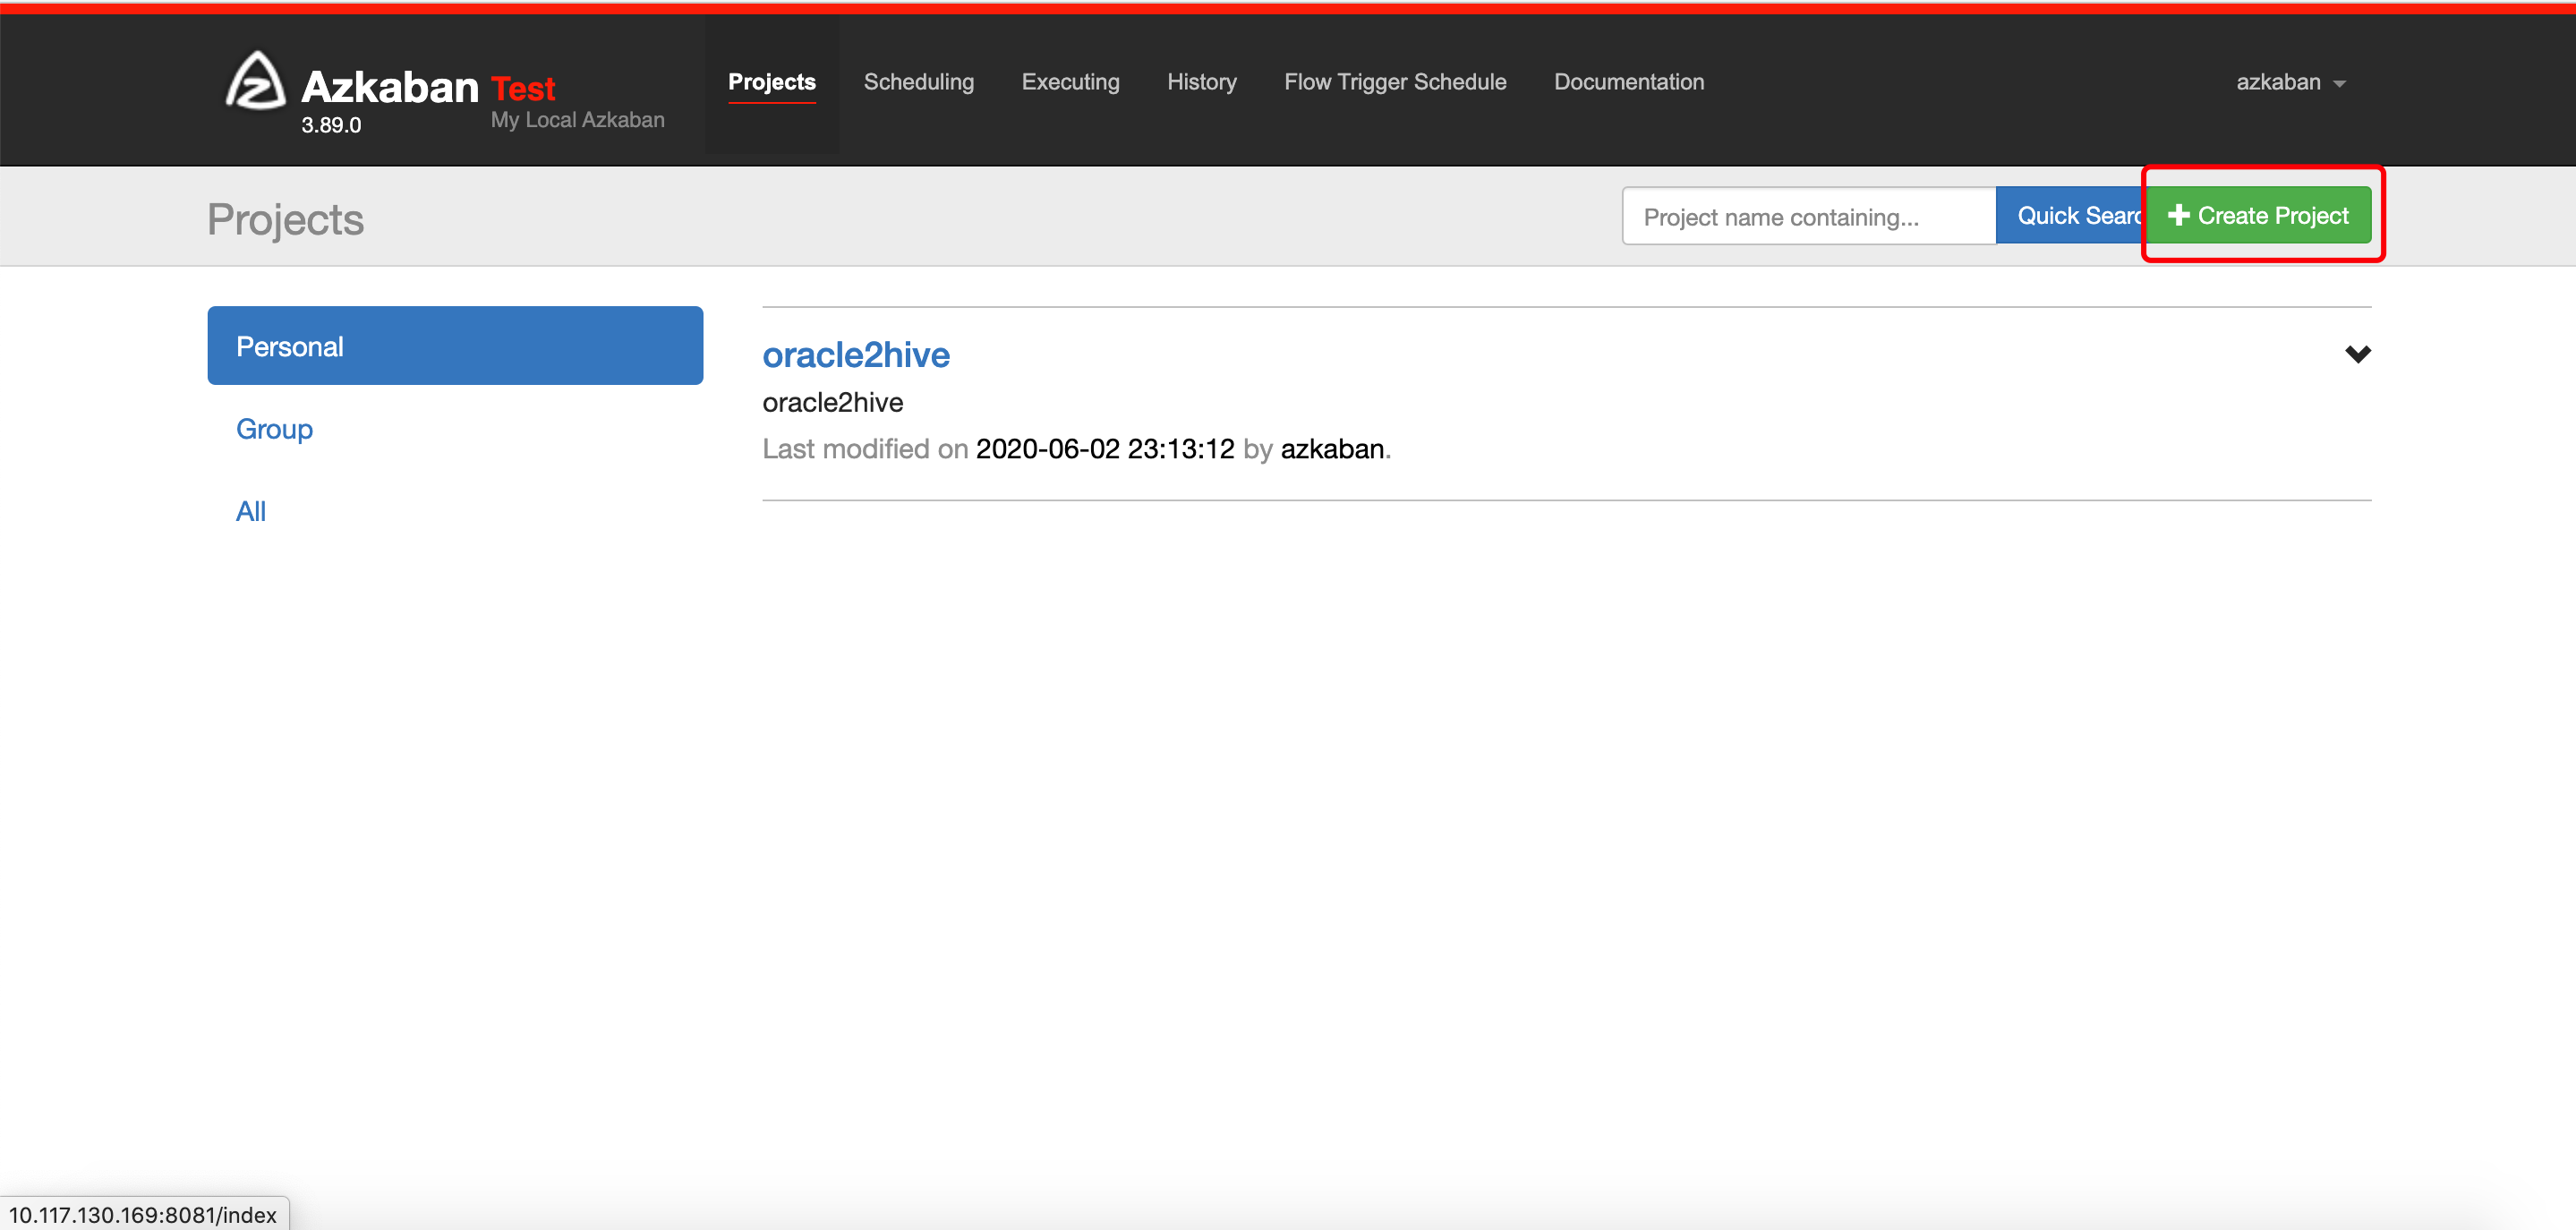 Azkaban Test
3.89.0 My Local Azkaban
Projects Scheduling Executing History Flow Trigger Schedule Documentation azkaban
Projects
Project name containing... Quick Searc Create Project
Personal
Group
All
oracle2hive
oracle2hive
Last modified on 2020-06-02 23:13:12 by azkaban.
10.117.130.169:8081/index